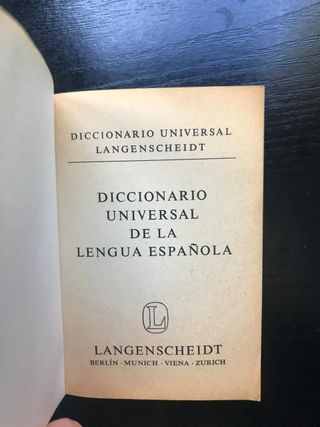 DICCIONARIO UNIVERSAL
LANGENSCHEIDT
DICCIONARIO
UNIVERSAL
DE LA
LENGUA ESPAÑOLA
L
LANGENSCHEIDT
BERLÍN · MUNICH · VIENA · ZURICH